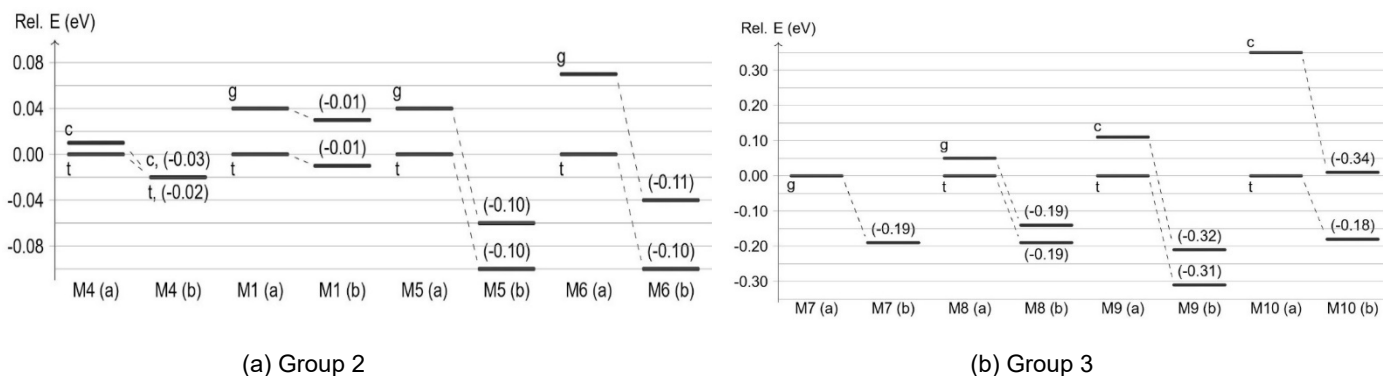 Rel. E (eV)
0.08
0.04
0.00
-0.04
-0.08
c
t
c, (-0.03)
t, (-0.02)
g
t
(-0.01)
(-0.01)
g
t
(-0.10)
(-0.10)
g
t
(-0.11)
(-0.10)
M4 (a) M4 (b) M1 (a) M1 (b) M5 (a) M5 (b) M6 (a) M6 (b)
(a) Group 2
Rel. E (eV)
0.30
0.20
0.10
0.00
-0.10
-0.20
-0.30
g
(-0.19)
g
t
(-0.19)
(-0.19)
c
t
(-0.32)
(-0.31)
c
t
(-0.34)
(-0.18)
M7 (a) M7 (b) M8 (a) M8 (b) M9 (a) M9 (b) M10 (a) M10 (b)
(b) Group 3